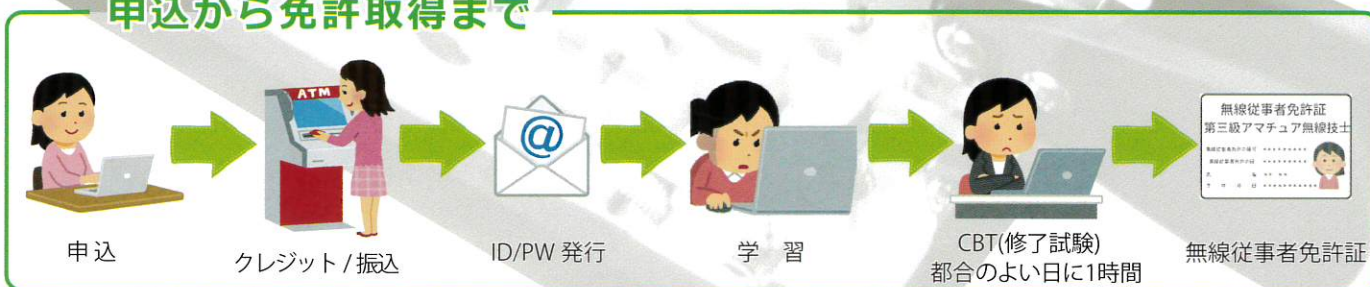 申込から免許取得まで
ATM
@
無線従事者免許証
第三級アマチュア無線技士
申込
クレジット / 振込
ID/PW 発行
学 習
CBT(修了試験)
都合のよい日に1時間
無線従事者免許証